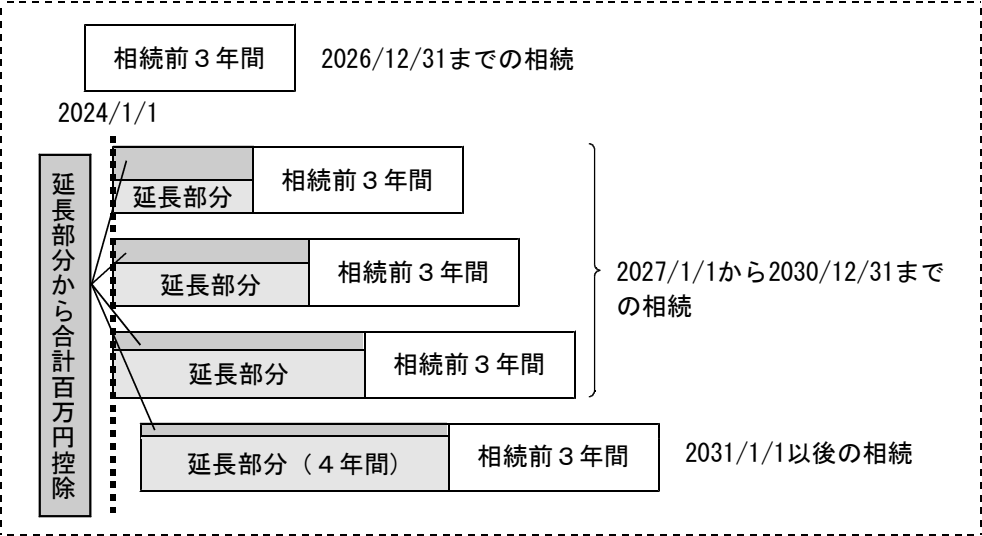 相続前３年間
2026/12/31までの相続
2024/1/1
延長部分から合計百万円控除
相続前３年間
延長部分
相続前３年間
延長部分
2027/1/1から2030/12/31まで
の相続
相続前３年間
延長部分
相続前３年間
延長部分（４年間）
2031/1/1以後の相続